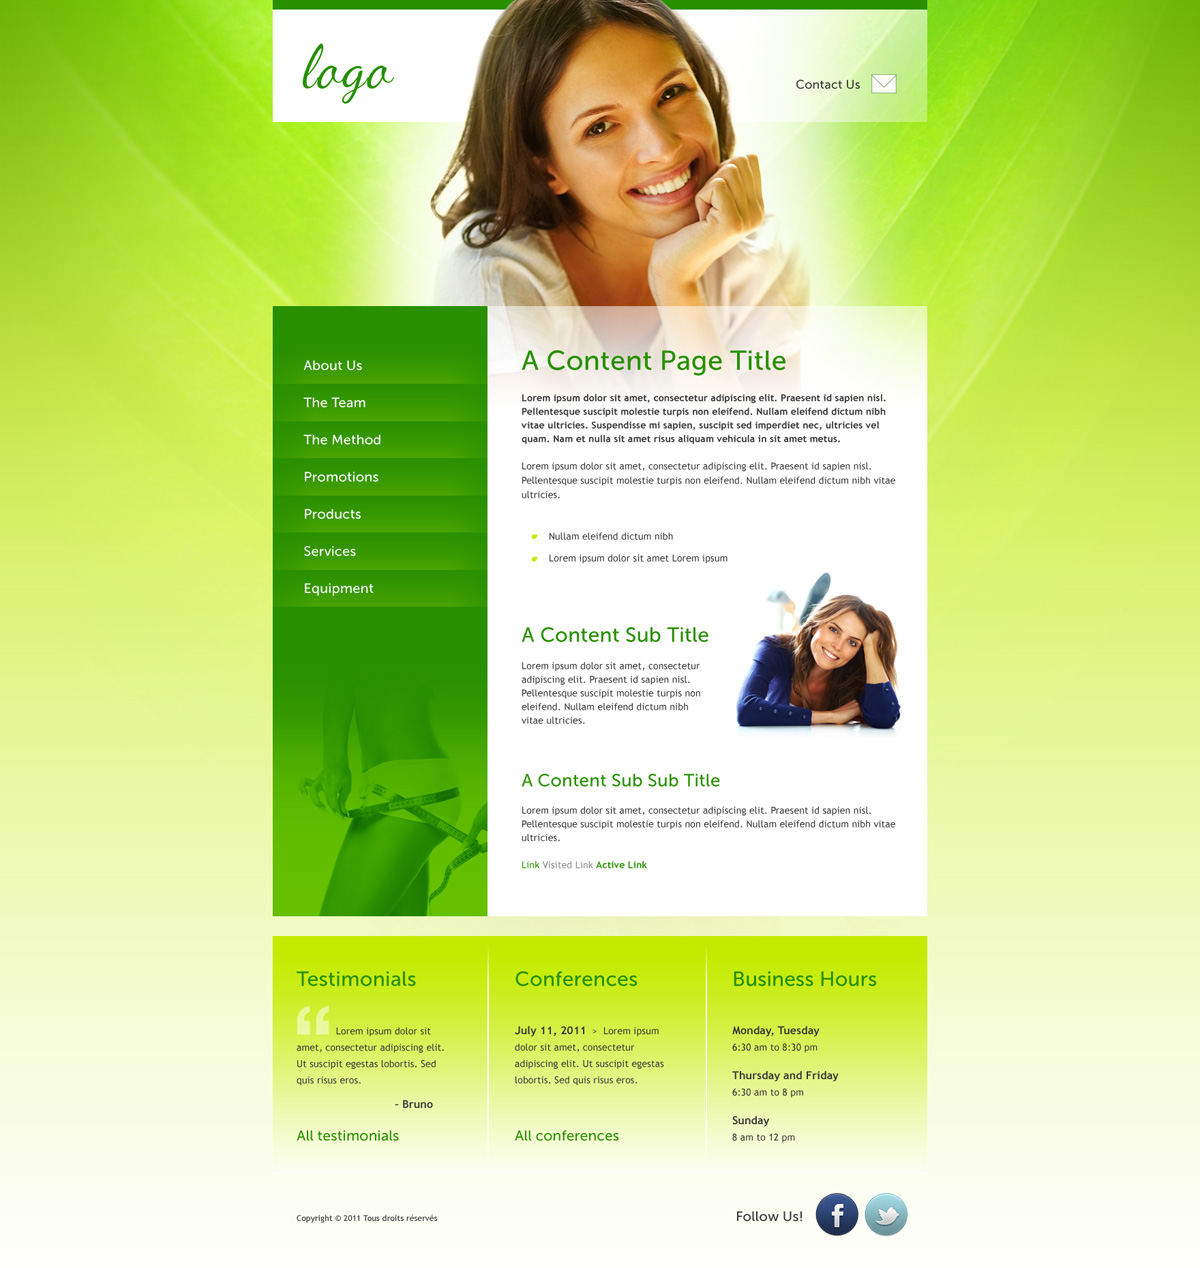 logo
Contact Us
About Us
The Team
The Method
Promotions
Products
Services
Equipment
A Content Page Title
Lorem ipsum dolor sit amet, consectetur adipiscing elit. Praesent id sapien nisl.
Pellentesque suscipit molestie turpis non eleifend. Nullam eleifend dictum nibh
vitae ultricies. Suspendisse mi sapien, suscipit sed imperdiet nec, ultricies vel
quam. Nam et nulla sit amet risus aliquam vehicula in sit amet metus.
Lorem ipsum dolor sit amet, consectetur adipiscing elit. Praesent id sapien nisl.
Pellentesque suscipit molestie turpis non eleifend. Nullam eleifend dictum nibh vitae
ultricies.
Nullam eleifend dictum nibh
Lorem ipsum dolor sit amet Lorem ipsum
A Content Sub Title
Lorem ipsum dolor sit amet, consectetur
adipiscing elit. Praesent id sapien nisl.
Pellentesque suscipit molestie turpis non
eleifend. Nullam eleifend dictum nibh
vitae ultricies.
A Content Sub Sub Title
Lorem ipsum dolor sit amet, consectetur adipiscing elit. Praesent id sapien nisl.
Pellentesque suscipit molestie turpis non eleifend. Nullam eleifend dictum nibh vitae
ultricies.
Link Visited Link Active Link
Testimonials
“ Lorem ipsum dolor sit
amet, consectetur adipiscing elit.
Ut suscipit egestas lobortis. Sed
quis risus eros.
- Bruno
All testimonials
Conferences
July 11, 2011 > Lorem ipsum
dolor sit amet, consectetur
adipiscing elit. Ut suscipit egestas
lobortis. Sed quis risus eros.
All conferences
Business Hours
Monday, Tuesday
6:30 am to 8:30 pm
Thursday and Friday
6:30 am to 8 pm
Sunday
8 am to 12 pm
Copyright © 2011 Tous droits réservés
Follow Us!
f